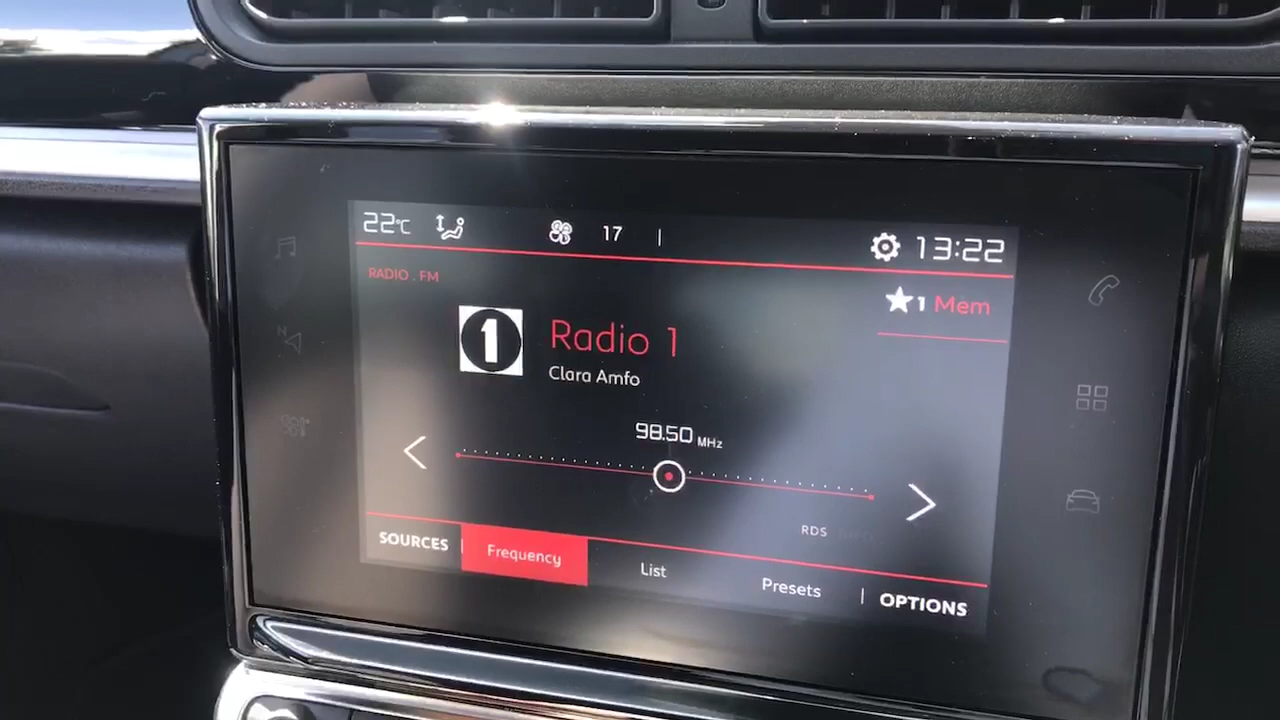 22°C 17 | 13:22
RADIO . FM
1 Mem
1 Radio 1
Clara Amfo
98.50 MHz
RDS
SOURCES | Frequency List Presets | OPTIONS
N